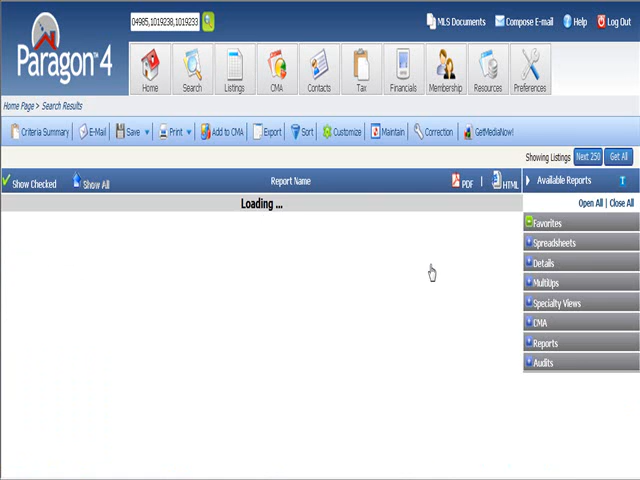 Paragon™ 4
04985,1019238,1019233
MLS Documents Compose E-mail Help Log Out
Home Search Listings CMA Contacts Tax Financials Membership Resources Preferences
Home Page > Search Results
Criteria Summary E-Mail Save Print Add to CMA Export Sort Customize Maintain Correction GetMediaNow!
Showing Listings Next 250 Get All
Show Checked Show All Report Name PDF | HTML Available Reports T
Loading ...
Open All | Close All
Favorites
Spreadsheets
Details
MultiUps
Specialty Views
CMA
Reports
Audits